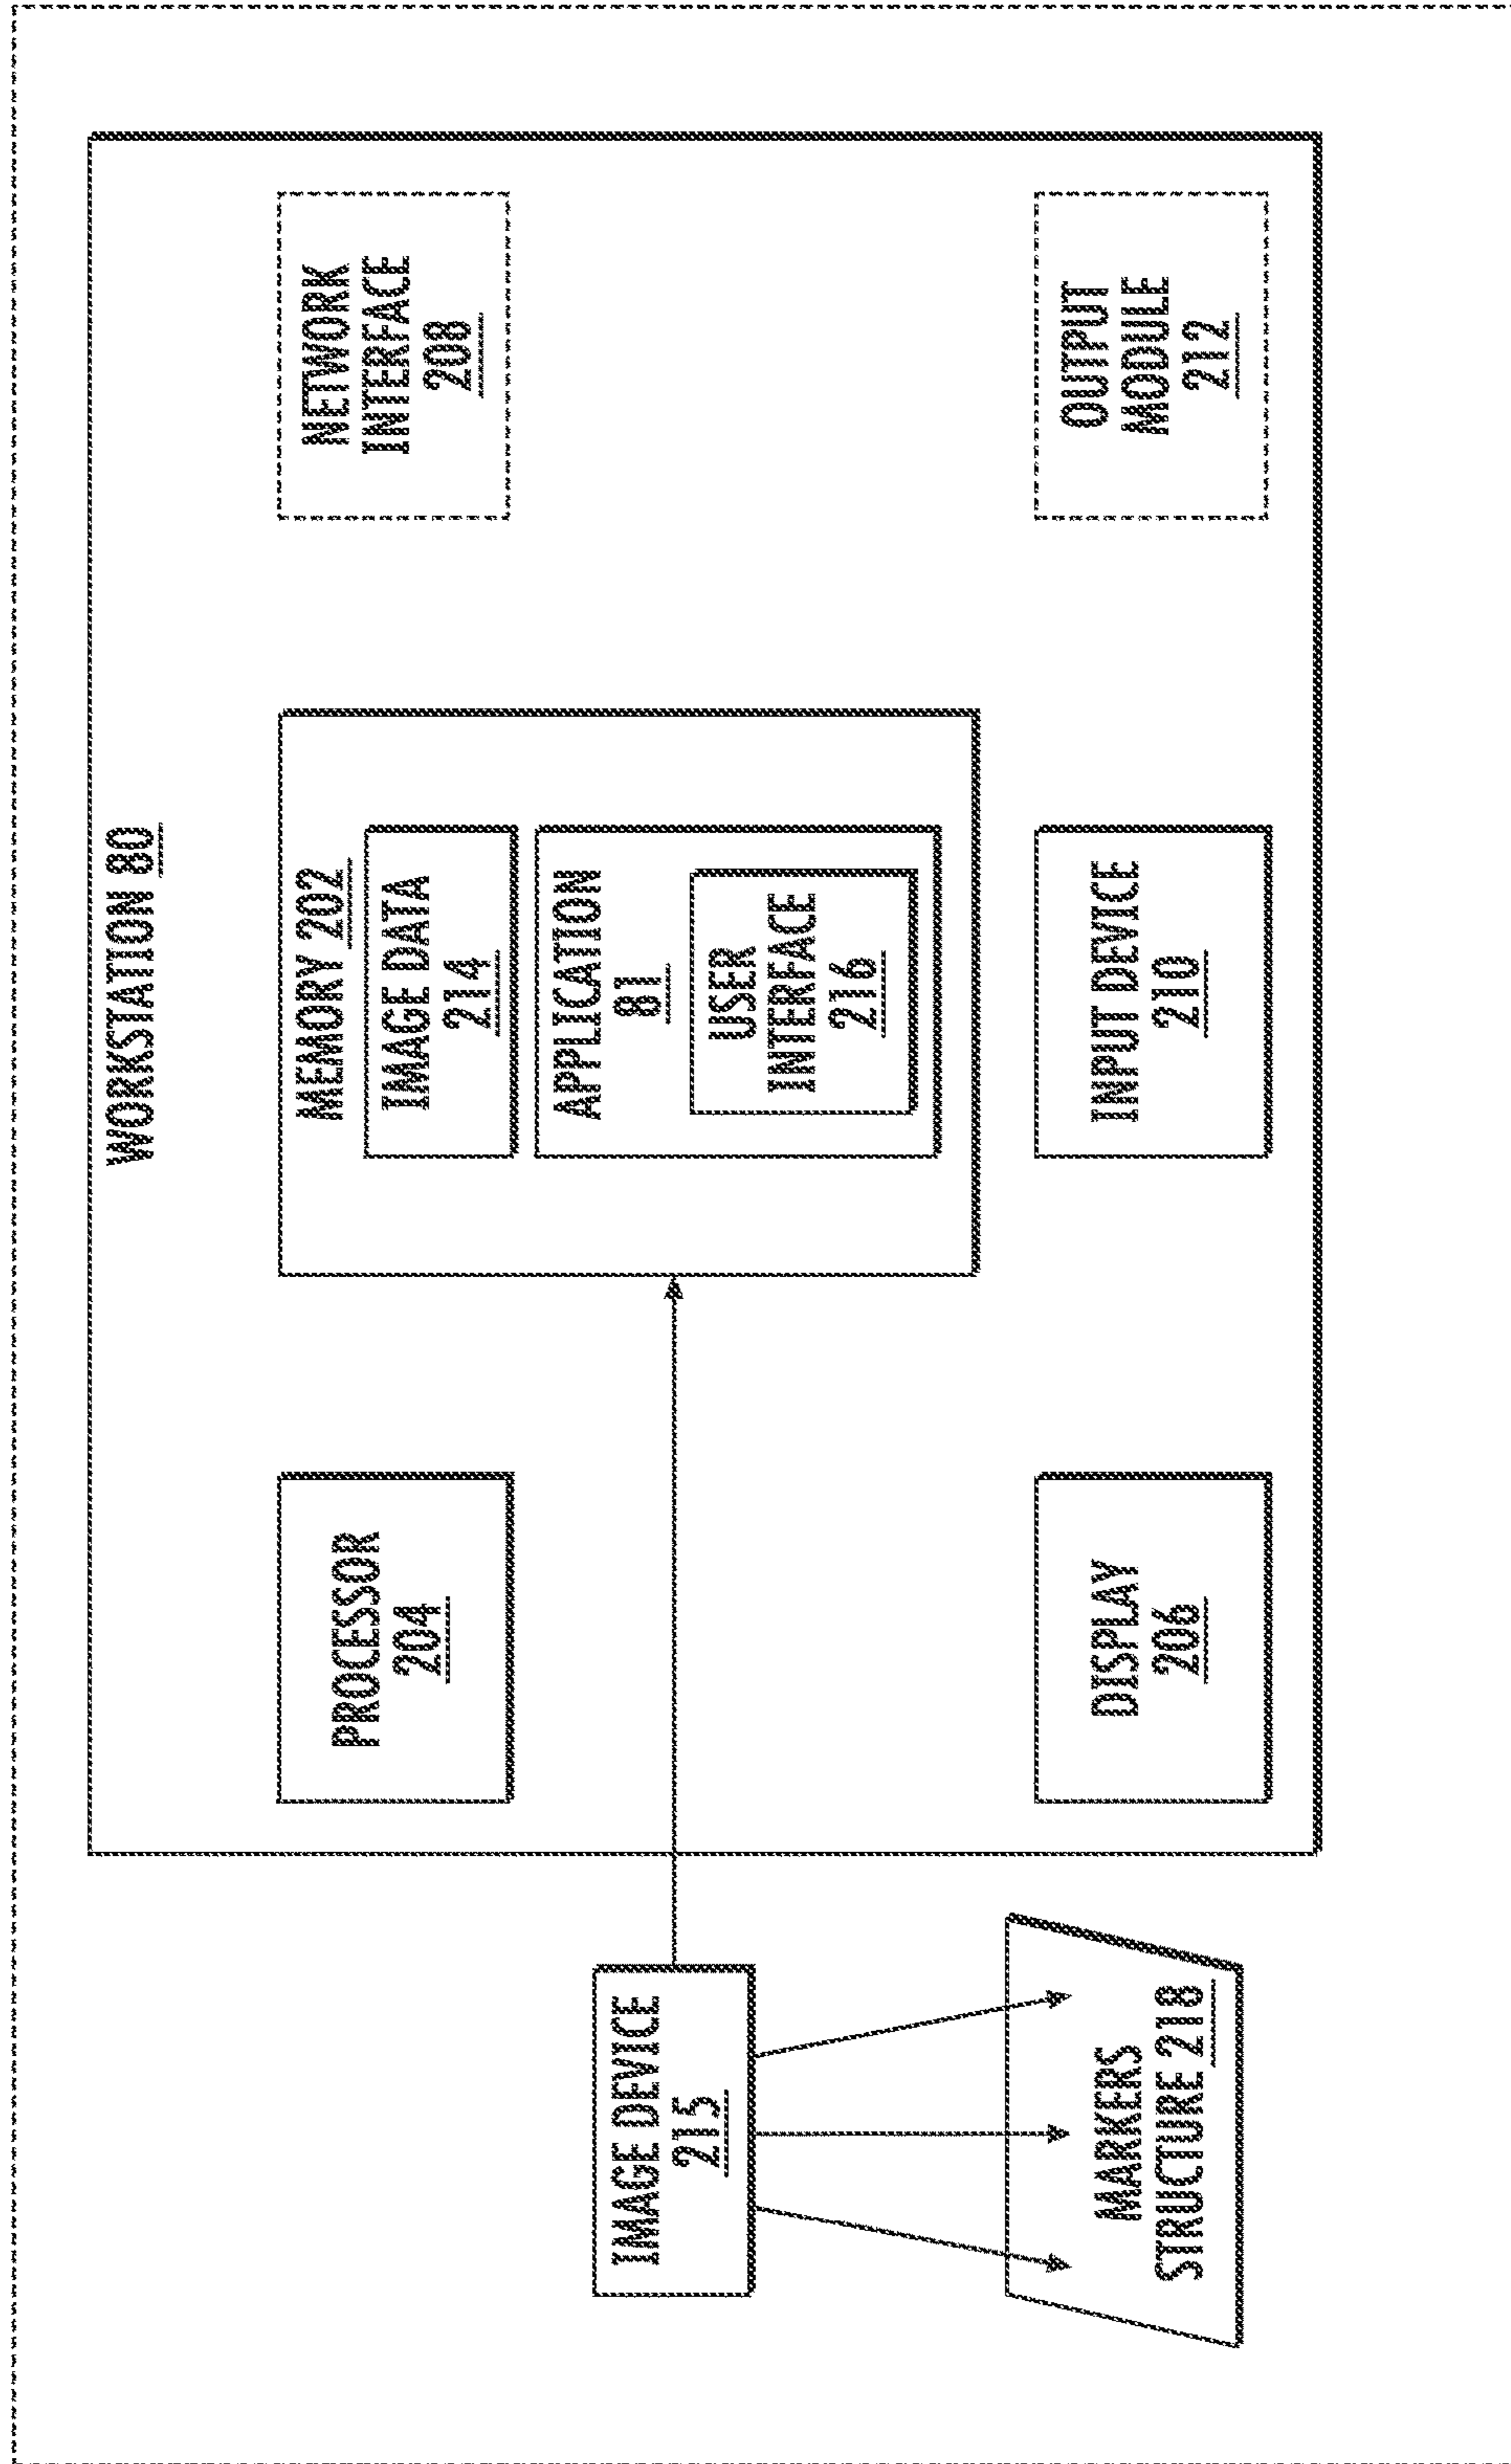 WORKSTATION 80
PROCESSOR
204
MEMORY 202
IMAGE DATA
214
APPLICATION
81
USER
INTERFACE
216
NETWORK
INTERFACE
208
IMAGE DEVICE
215
MARKERS
STRUCTURE 218
DISPLAY
206
INPUT DEVICE
210
OUTPUT
MODULE
212